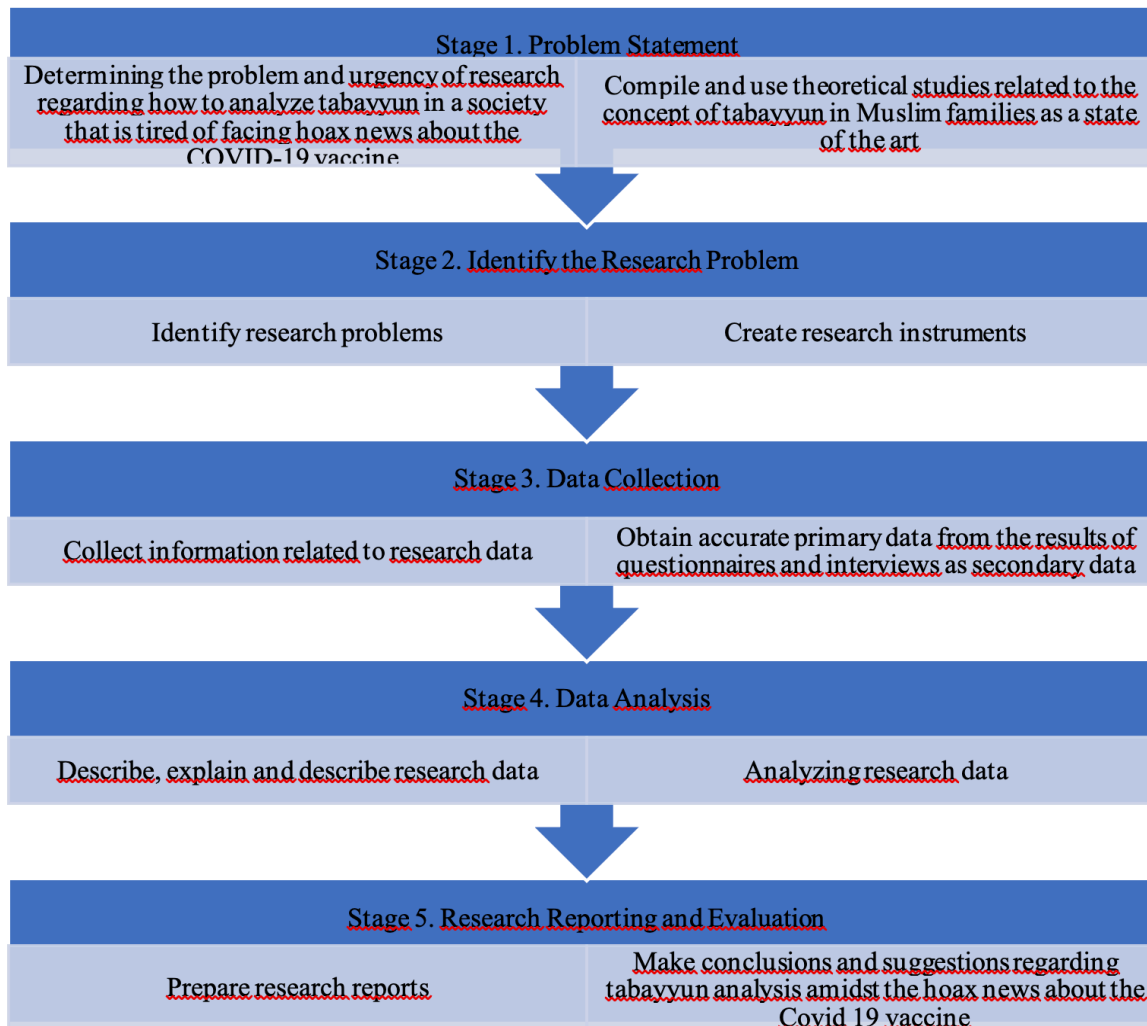 Stage 1. Problem Statement
Determining the problem and urgency of research
regarding how to analyze tabayyun in a society
that is tired of facing hoax news about the
COVID-19 vaccine
Compile and use theoretical studies related to the
concept of tabayyun in Muslim families as a state
of the art
Stage 2. Identify the Research Problem
Identify research problems
Create research instruments
Stage 3. Data Collection
Collect information related to research data
Obtain accurate primary data from the results of
questionnaires and interviews as secondary data
Stage 4. Data Analysis
Describe, explain and describe research data
Analyzing research data
Stage 5. Research Reporting and Evaluation
Prepare research reports
Make conclusions and suggestions regarding
tabayyun analysis amidst the hoax news about the
Covid 19 vaccine